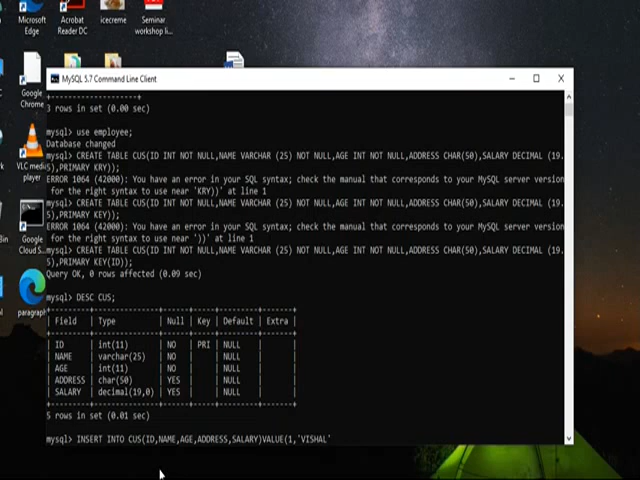 Microsoft
Edge
Acrobat
Reader DC
icecreme
Seminar
workshop li...
Google
Chrome
VLC media
player
Google
Cloud S...
paragraph
MySQL 5.7 Command Line Client
+--------------------+
3 rows in set (0.00 sec)
mysql> use employee;
Database changed
mysql> CREATE TABLE CUS(ID INT NOT NULL,NAME VARCHAR (25) NOT NULL,AGE INT NOT NULL,ADDRESS CHAR(50),SALARY DECIMAL (19.
5),PRIMARY KRY));
ERROR 1064 (42000): You have an error in your SQL syntax; check the manual that corresponds to your MySQL server version
for the right syntax to use near 'KRY))' at line 1
mysql> CREATE TABLE CUS(ID INT NOT NULL,NAME VARCHAR (25) NOT NULL,AGE INT NOT NULL,ADDRESS CHAR(50),SALARY DECIMAL (19.
5),PRIMARY KEY));
ERROR 1064 (42000): You have an error in your SQL syntax; check the manual that corresponds to your MySQL server version
for the right syntax to use near '))' at line 1
mysql> CREATE TABLE CUS(ID INT NOT NULL,NAME VARCHAR (25) NOT NULL,AGE INT NOT NULL,ADDRESS CHAR(50),SALARY DECIMAL (19.
5),PRIMARY KEY(ID));
Query OK, 0 rows affected (0.09 sec)
mysql> DESC CUS;
| Field | Type | Null | Key | Default | Extra |
| ID | int(11) | NO | PRI | NULL | |
| NAME | varchar(25) | NO | | NULL | |
| AGE | int(11) | NO | | NULL | |
| ADDRESS | char(50) | YES | | NULL | |
| SALARY | decimal(19,0) | YES | | NULL | |
5 rows in set (0.01 sec)
mysql> INSERT INTO CUS(ID,NAME,AGE,ADDRESS,SALARY)VALUE(1,'VISHAL'